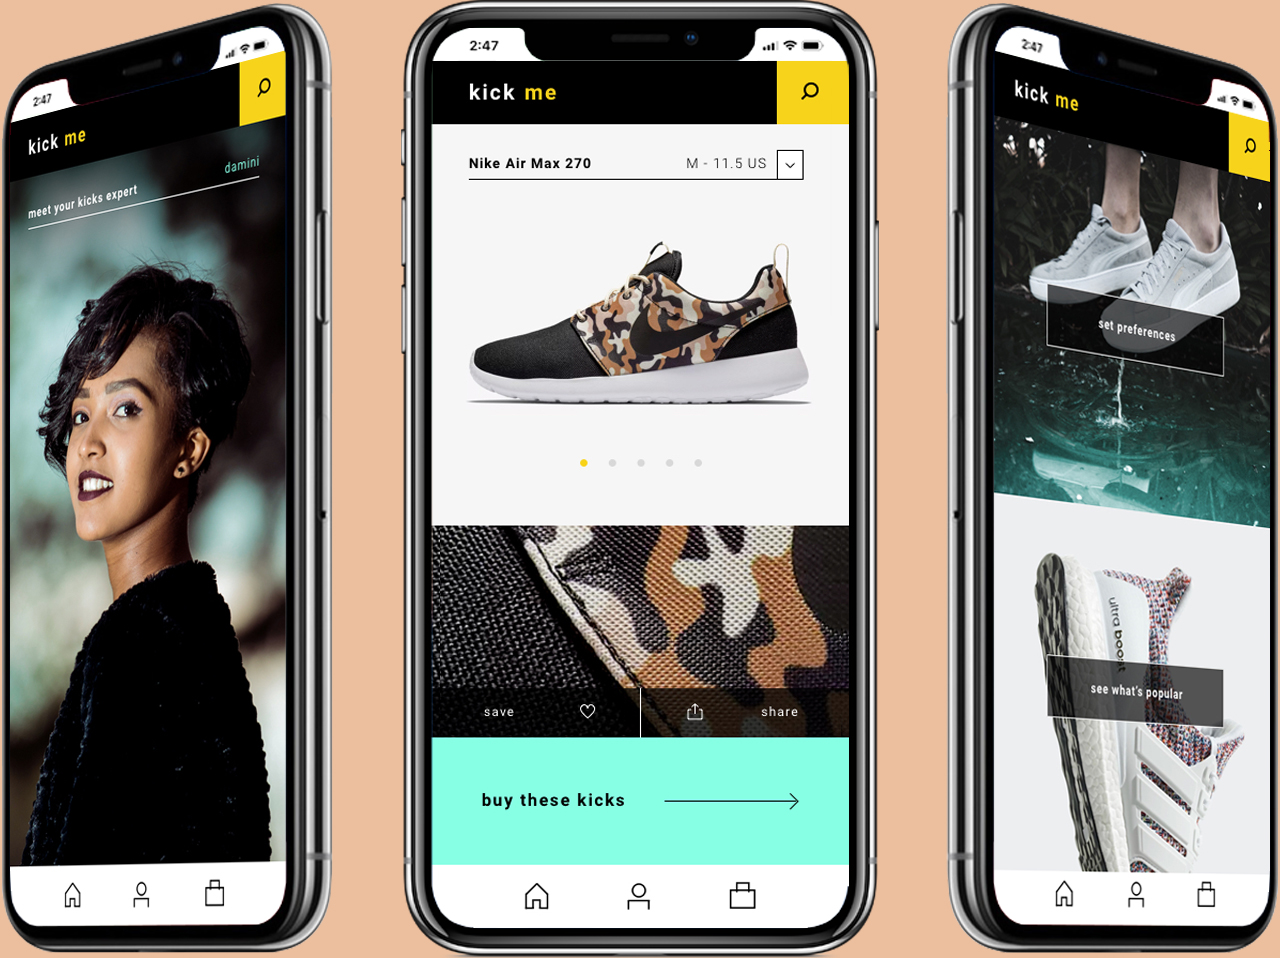 2:47
kick me
damini
meet your kicks expert
2:47
kick me
Nike Air Max 270
M - 11.5 US
save
share
buy these kicks
2:47
kick me
set preferences
ultra boost
see what's popular